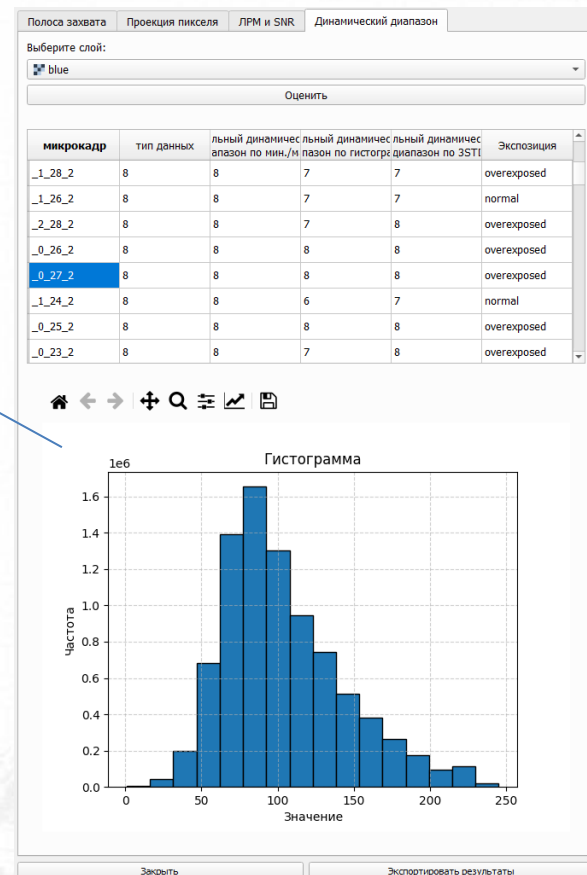 Полоса захвата Проекция пикселя ЛРМ и SNR Динамический диапазон
Выберите слой:
blue
Оценить
микрокадр тип данных льный динамичес льный динамичес льный динамичес Экспозиция
апазон по мин./м пазон по гистогра диапазон по 3STI
_1_28_2 8 8 7 7 overexposed
_1_26_2 8 8 7 7 normal
_2_28_2 8 8 7 8 overexposed
_0_26_2 8 8 8 8 overexposed
_0_27_2 8 8 8 8 overexposed
_1_24_2 8 8 6 7 normal
_0_25_2 8 8 8 8 overexposed
_0_23_2 8 8 7 8 overexposed
Гистограмма
1e6
1.6
1.4
1.2
1.0
0.8
0.6
0.4
0.2
0.0
Частота
0 50 100 150 200 250
Значение
Закрыть Экспортировать результаты